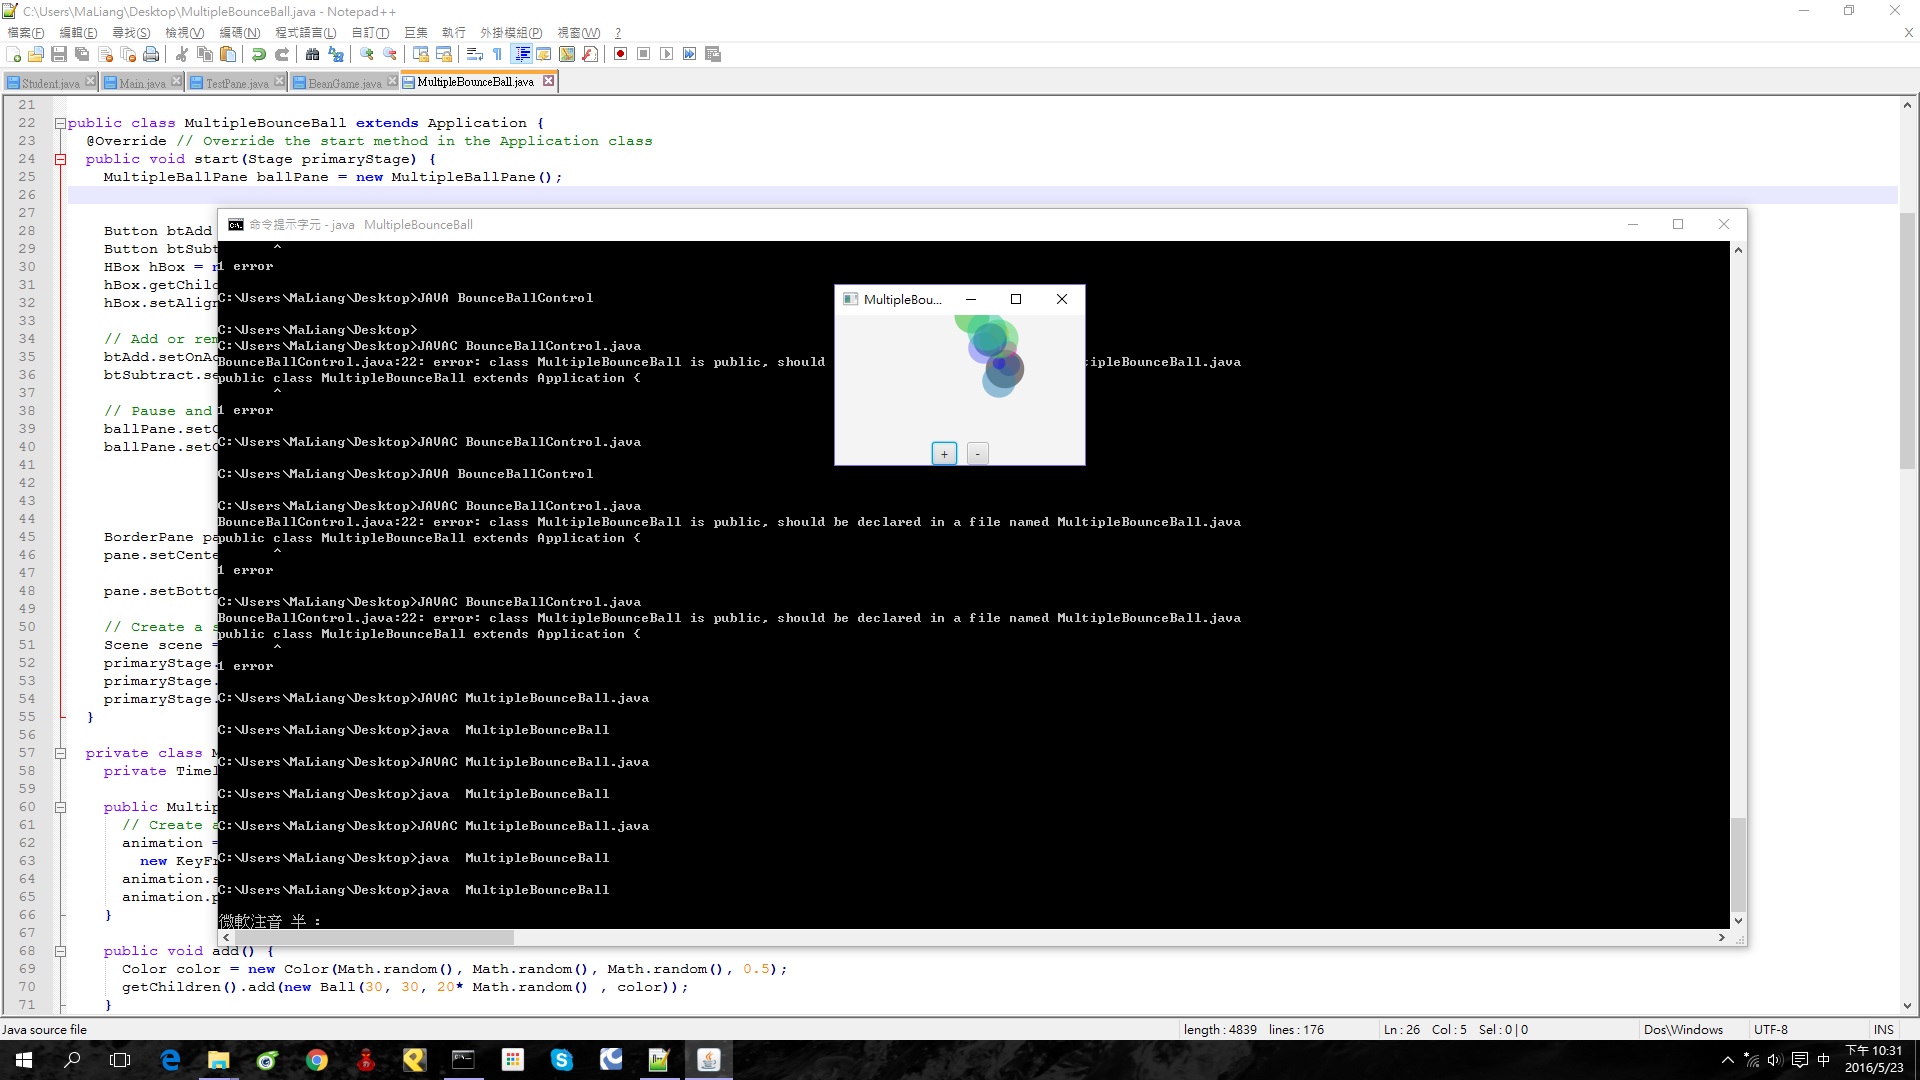 C:\Users\MaLiang\Desktop\MultipleBounceBall.java - Notepad++
檔案(F) 編輯(E) 尋找(S) 檢視(V) 編碼(N) 程式語言(L) 自訂(T) 巨集 執行 外掛模組(P) 視窗(W) ? X
Student.java Main.java TestPane.java BeanGame.java MultipleBounceBall.java
21
22 public class MultipleBounceBall extends Application {
23 @Override // Override the start method in the Application class
24 public void start(Stage primaryStage) {
25 MultipleBallPane ballPane = new MultipleBallPane();
26
27
28 Button btAdd
29 Button btSubt
30 HBox hBox = n
31 hBox.getChild
32 hBox.setAlign
33
34 // Add or rem
35 btAdd.setOnAc
36 btSubtract.se
37
38 // Pause and
39 ballPane.setO
40 ballPane.setO
41
42
43
44
45 BorderPane pa
46 pane.setCente
47
48 pane.setBotto
49
50 // Create a s
51 Scene scene =
52 primaryStage.
53 primaryStage.
54 primaryStage.
55 }
56
57 private class M
58 private Timel
59
60 public Multip
61 // Create a
62 animation =
63 new KeyFr
64 animation.s
65 animation.p
66 }
67
68 public void add() {
69 Color color = new Color(Math.random(), Math.random(), Math.random(), 0.5);
70 getChildren().add(new Ball(30, 30, 20* Math.random() , color));
71 }
命令提示字元 - java MultipleBounceBall
^
1 error
C:\Users\MaLiang\Desktop>JAVA BounceBallControl
C:\Users\MaLiang\Desktop>
C:\Users\MaLiang\Desktop>JAVAC BounceBallControl.java
BounceBallControl.java:22: error: class MultipleBounceBall is public, should tipleBounceBall.java
public class MultipleBounceBall extends Application {
^
1 error
C:\Users\MaLiang\Desktop>JAVAC BounceBallControl.java
C:\Users\MaLiang\Desktop>JAVA BounceBallControl
C:\Users\MaLiang\Desktop>JAVAC BounceBallControl.java
BounceBallControl.java:22: error: class MultipleBounceBall is public, should be declared in a file named MultipleBounceBall.java
public class MultipleBounceBall extends Application {
^
1 error
C:\Users\MaLiang\Desktop>JAVAC BounceBallControl.java
BounceBallControl.java:22: error: class MultipleBounceBall is public, should be declared in a file named MultipleBounceBall.java
public class MultipleBounceBall extends Application {
^
1 error
C:\Users\MaLiang\Desktop>JAVAC MultipleBounceBall.java
C:\Users\MaLiang\Desktop>java  MultipleBounceBall
C:\Users\MaLiang\Desktop>JAVAC MultipleBounceBall.java
C:\Users\MaLiang\Desktop>java  MultipleBounceBall
C:\Users\MaLiang\Desktop>JAVAC MultipleBounceBall.java
C:\Users\MaLiang\Desktop>java  MultipleBounceBall
C:\Users\MaLiang\Desktop>java  MultipleBounceBall
微軟注音 半 :
MultipleBou...
+ -
Java source file length : 4839 lines : 176 Ln : 26 Col : 5 Sel : 0 | 0 Dos\Windows UTF-8 INS
中 下午 10:31
2016/5/23